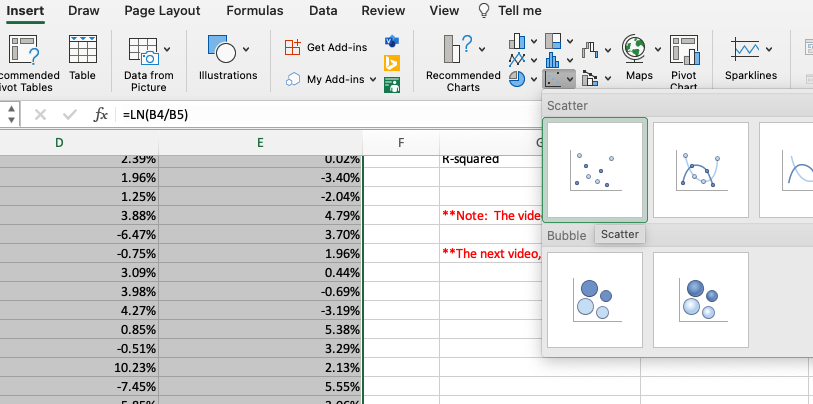 Insert Draw Page Layout Formulas Data Review View Tell me
Get Add-ins
My Add-ins
commended
ivot Tables
Table
Data from
Picture
Illustrations
Recommended
Charts
Maps
Pivot
Chart
Sparklines
fx =LN(B4/B5)
Scatter
Scatter
Bubble
D E F G
2.39% 0.02% R-squared
1.96% -3.40%
1.25% -2.04%
3.88% 4.79% **Note: The vide
-6.47% 3.70%
-0.75% 1.96% **The next video,
3.09% 0.44%
3.98% -0.69%
4.27% -3.19%
0.85% 5.38%
-0.51% 3.29%
10.23% 2.13%
-7.45% 5.55%